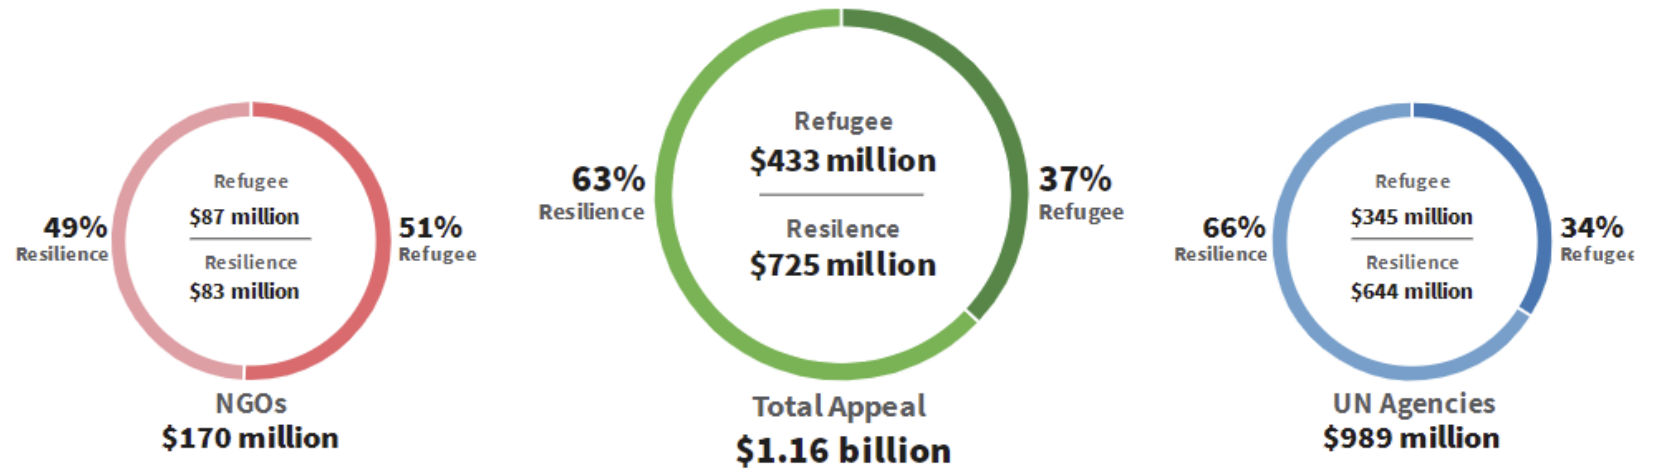 49%
Resilience
Refugee
$87 million
Resilience
$83 million
51%
Refugee
NGOs
$170 million
63%
Resilience
Refugee
$433 million
Resilence
$725 million
37%
Refugee
Total Appeal
$1.16 billion
66%
Resilience
Refugee
$345 million
Resilience
$644 million
34%
Refugee
UN Agencies
$989 million